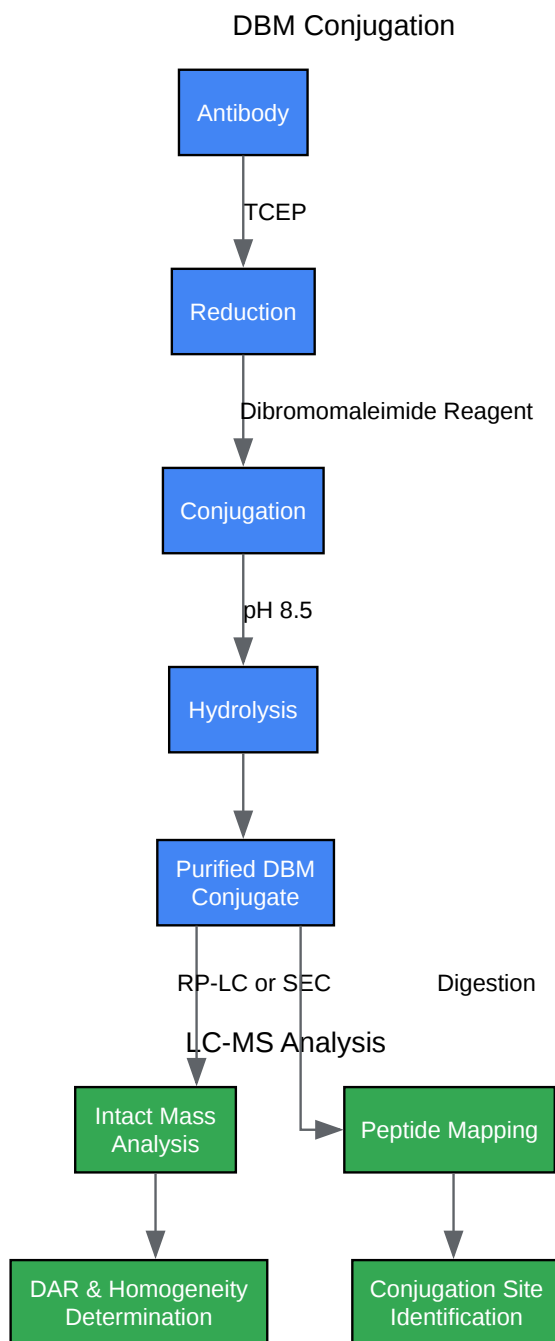 DBM Conjugation
Antibody
TCEP
Reduction
Dibromomaleimide Reagent
Conjugation
pH 8.5
Hydrolysis
Purified DBM
Conjugate
RP-LC or SEC
Digestion
LC-MS Analysis
Intact Mass
Analysis
Peptide Mapping
DAR & Homogeneity
Determination
Conjugation Site
Identification